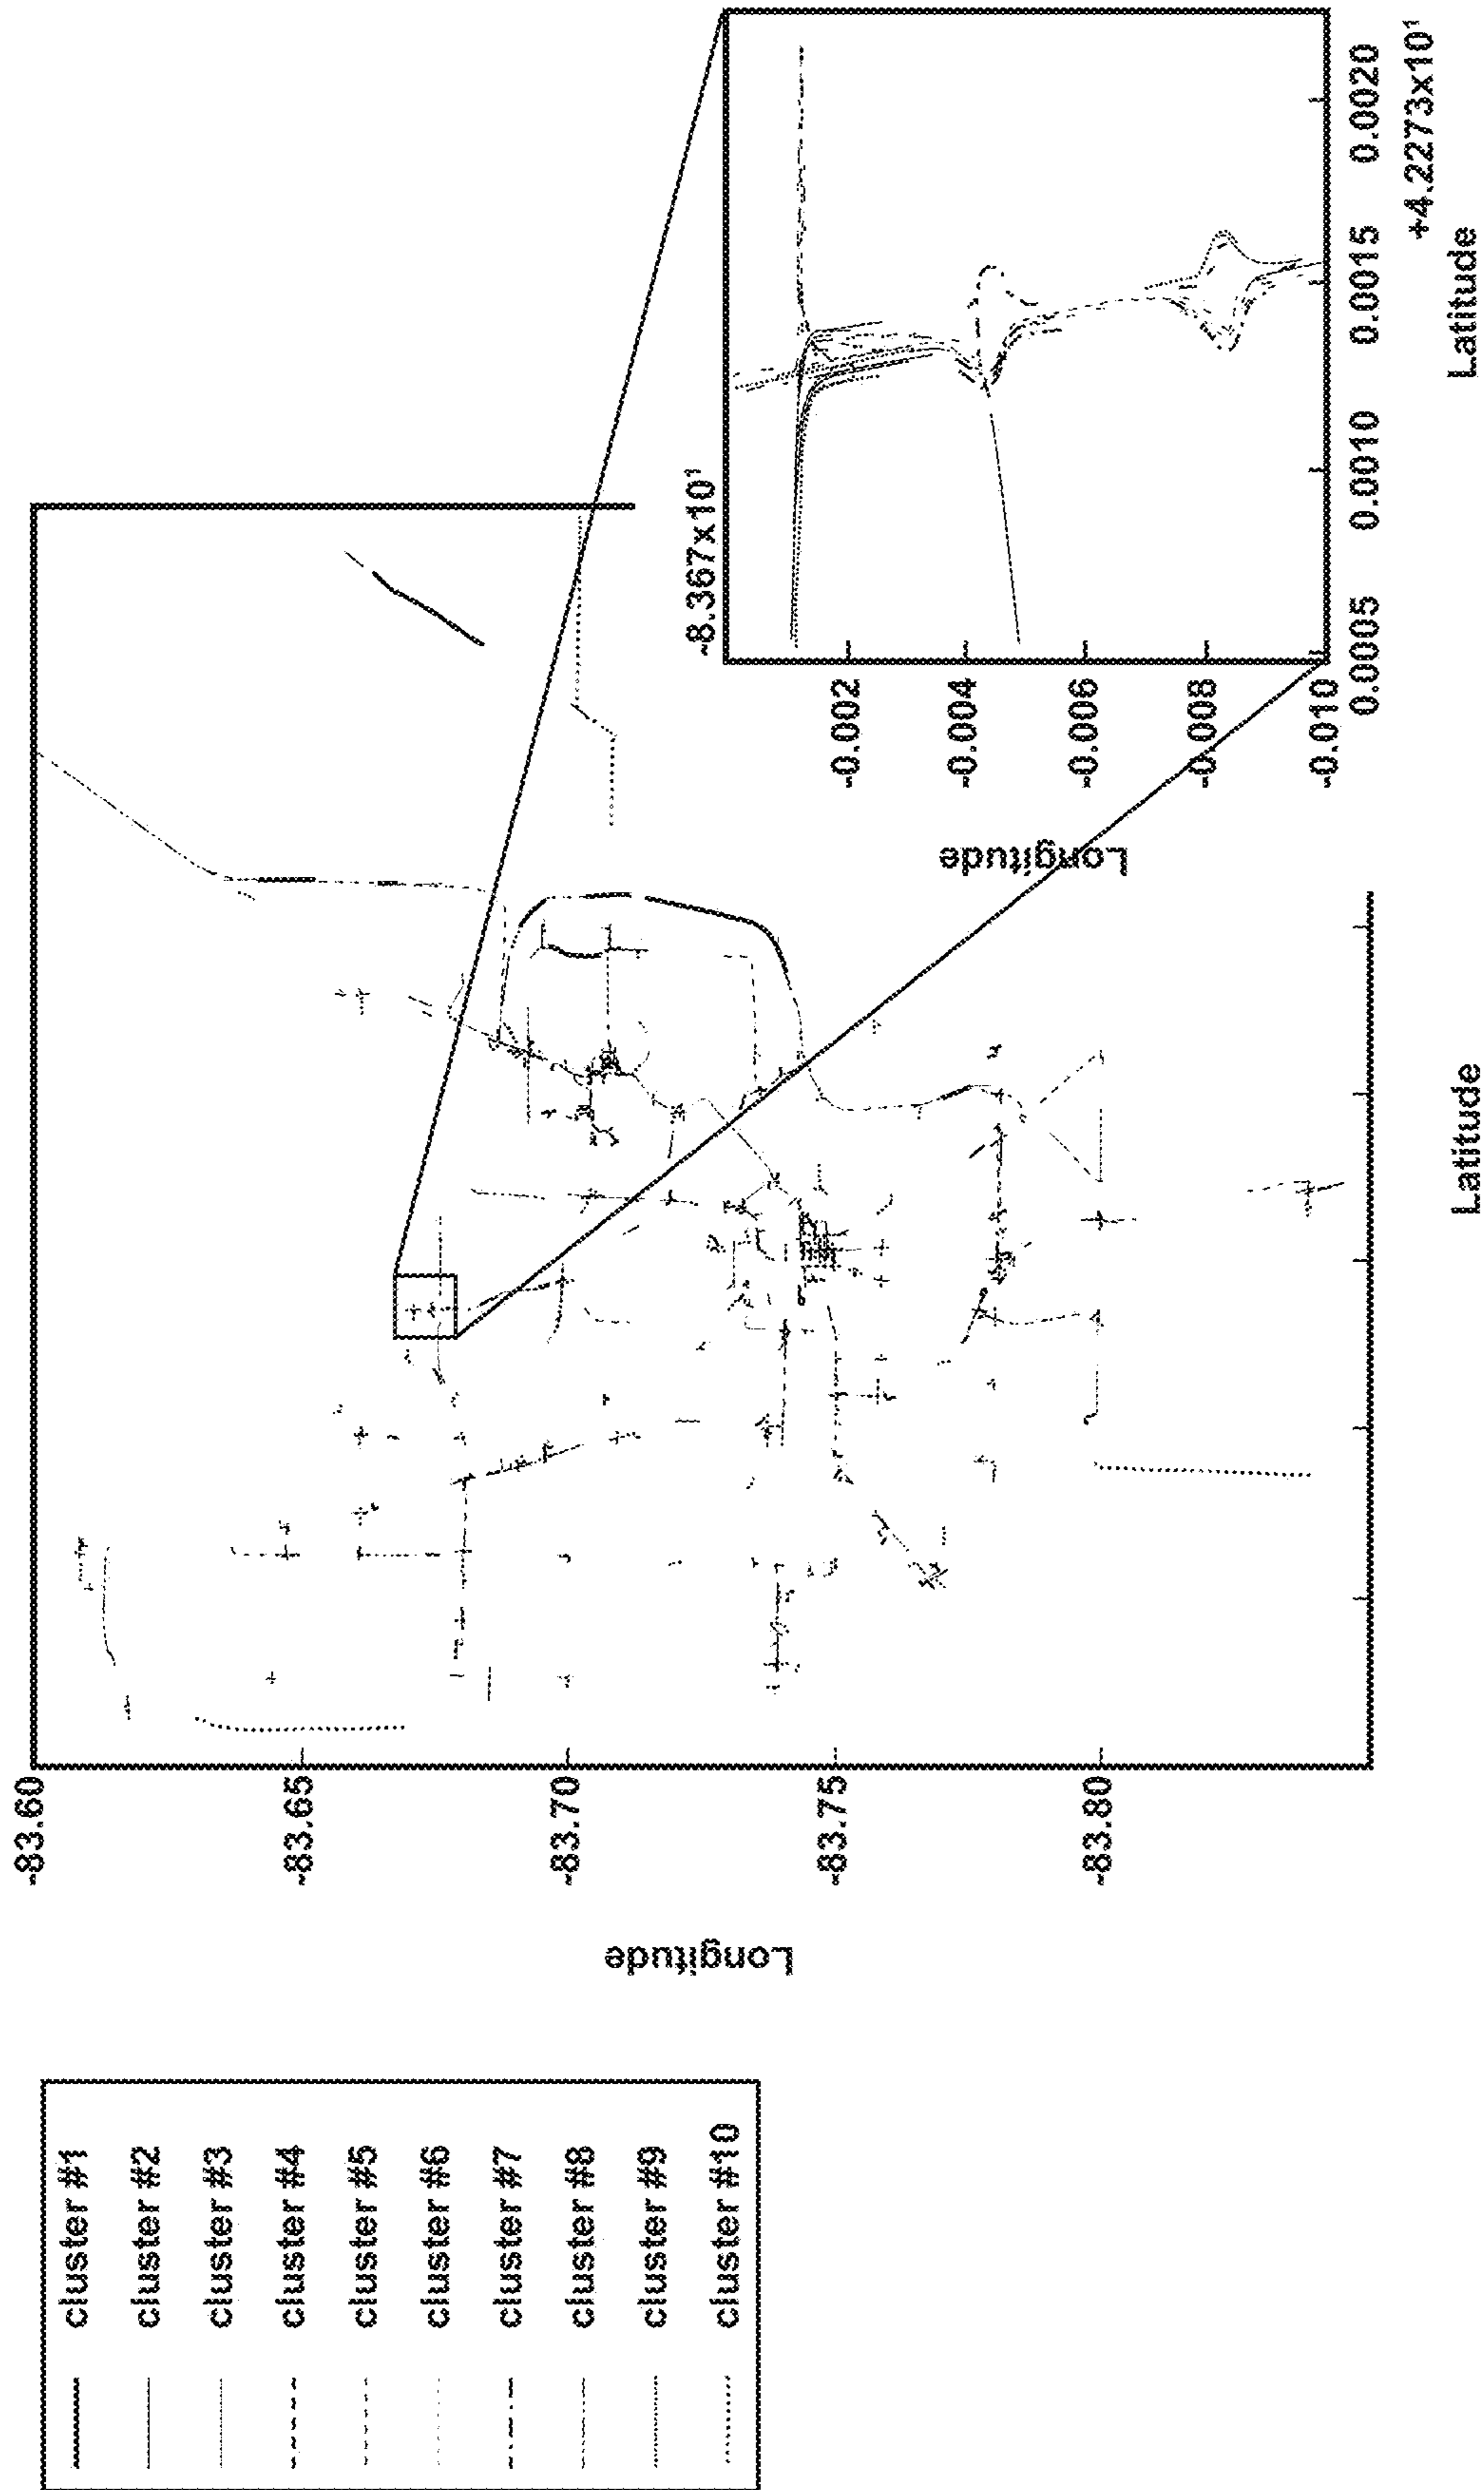 cluster #1
cluster #2
cluster #3
cluster #4
cluster #5
cluster #6
cluster #7
cluster #8
cluster #9
cluster #10
Longitude
-83.60
-83.65
-83.70
-83.75
-83.80
Latitude
-8.367x10¹
Longitude
-0.002
-0.004
-0.006
-0.008
-0.010
0.0005
0.0010
0.0015
0.0020
+4.2273x10¹
Latitude